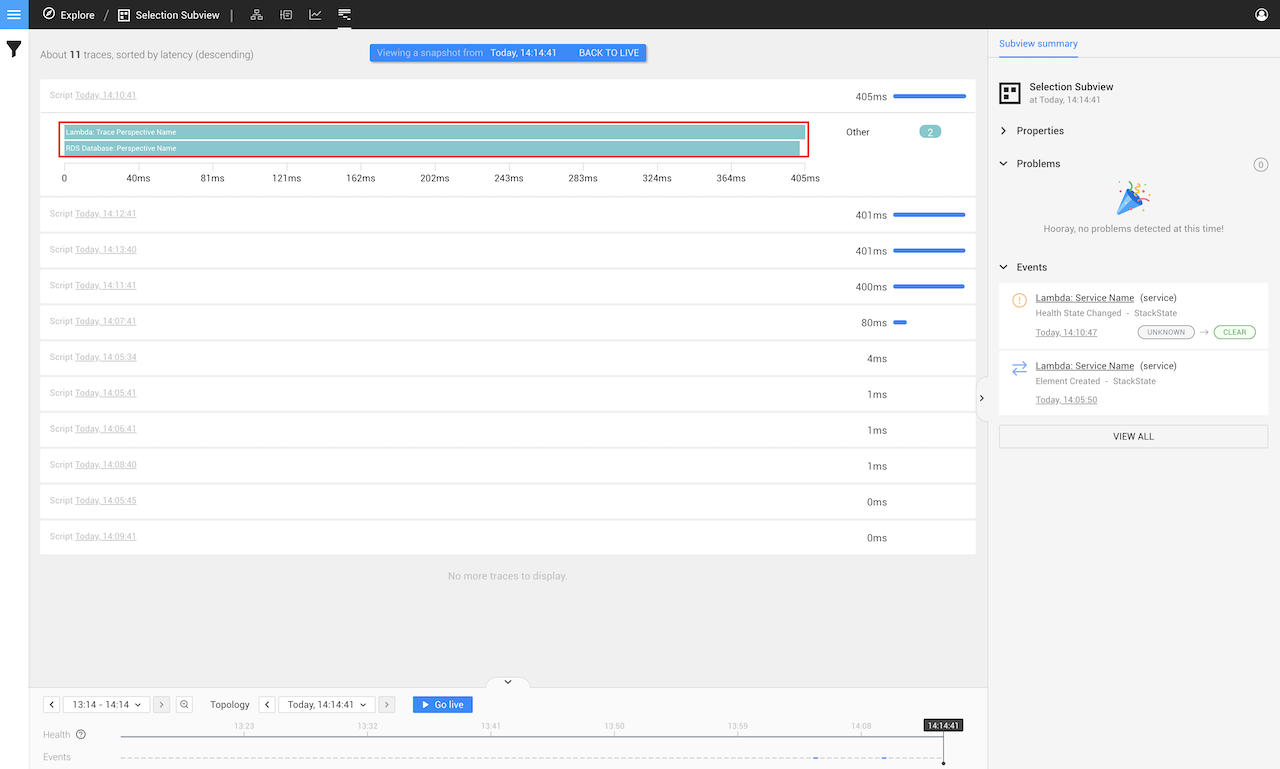 Explore / Selection Subview |
About 11 traces, sorted by latency (descending)
Viewing a snapshot from Today, 14:14:41 BACK TO LIVE
Script Today, 14:10:41 405ms
Lambda: Trace Perspective Name
RDS Database: Perspective Name
Other 2
0 40ms 81ms 121ms 162ms 202ms 243ms 283ms 324ms 364ms 405ms
Script Today, 14:12:41 401ms
Script Today, 14:13:40 401ms
Script Today, 14:11:41 400ms
Script Today, 14:07:41 80ms
Script Today, 14:05:34 4ms
Script Today, 14:05:41 1ms
Script Today, 14:06:41 1ms
Script Today, 14:08:40 1ms
Script Today, 14:05:45 0ms
Script Today, 14:09:41 0ms
No more traces to display.
Subview summary
Selection Subview
at Today, 14:14:41
Properties
Problems 0
Hooray, no problems detected at this time!
Events
Lambda: Service Name (service)
Health State Changed - StackState
Today, 14:10:47 UNKNOWN → CLEAR
Lambda: Service Name (service)
Element Created - StackState
Today, 14:05:50
VIEW ALL
13:14 - 14:14 Topology Today, 14:14:41 Go live
13:23 13:32 13:41 13:50 13:59 14:08 14:14:41
Health ?
Events